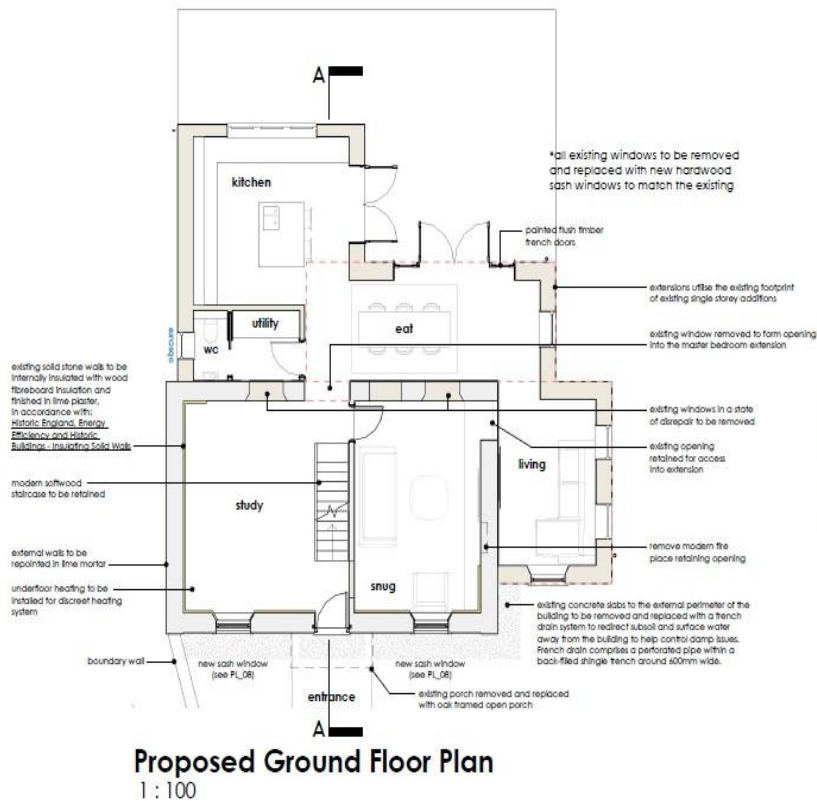 A
kitchen
*all existing windows to be removed
and replaced with new hardwood
sash windows to match the existing
painted flush timber
french doors
extensions utilise the existing footprint
of existing single storey additions
utility
eat
wc
obscure
existing window removed to form opening
into the master bedroom extension
existing solid stone walls to be
internally insulated with wood
fibreboard insulation and
finished in lime plaster,
in accordance with:
Historic England, Energy
Efficiency and Historic
Buildings - Insulating Solid Walls
existing windows in a state
of disrepair to be removed
existing opening
retained for access
into extension
living
modern softwood
staircase to be retained
study
external walls to be
repointed in lime mortar
remove modern fire
place retaining opening
underfloor heating to be
installed for discreet heating
system
snug
existing concrete slabs to the external perimeter of the
building to be removed and replaced with a french
drain system to redirect subsoil and surface water
away from the building to help control damp issues.
French drain comprises a perforated pipe within a
back-filled shingle trench around 600mm wide.
boundary wall
new sash window
(see PL_08)
new sash window
(see PL_08)
entrance
existing porch removed and replaced
with oak framed open porch
A
Proposed Ground Floor Plan
1 : 100